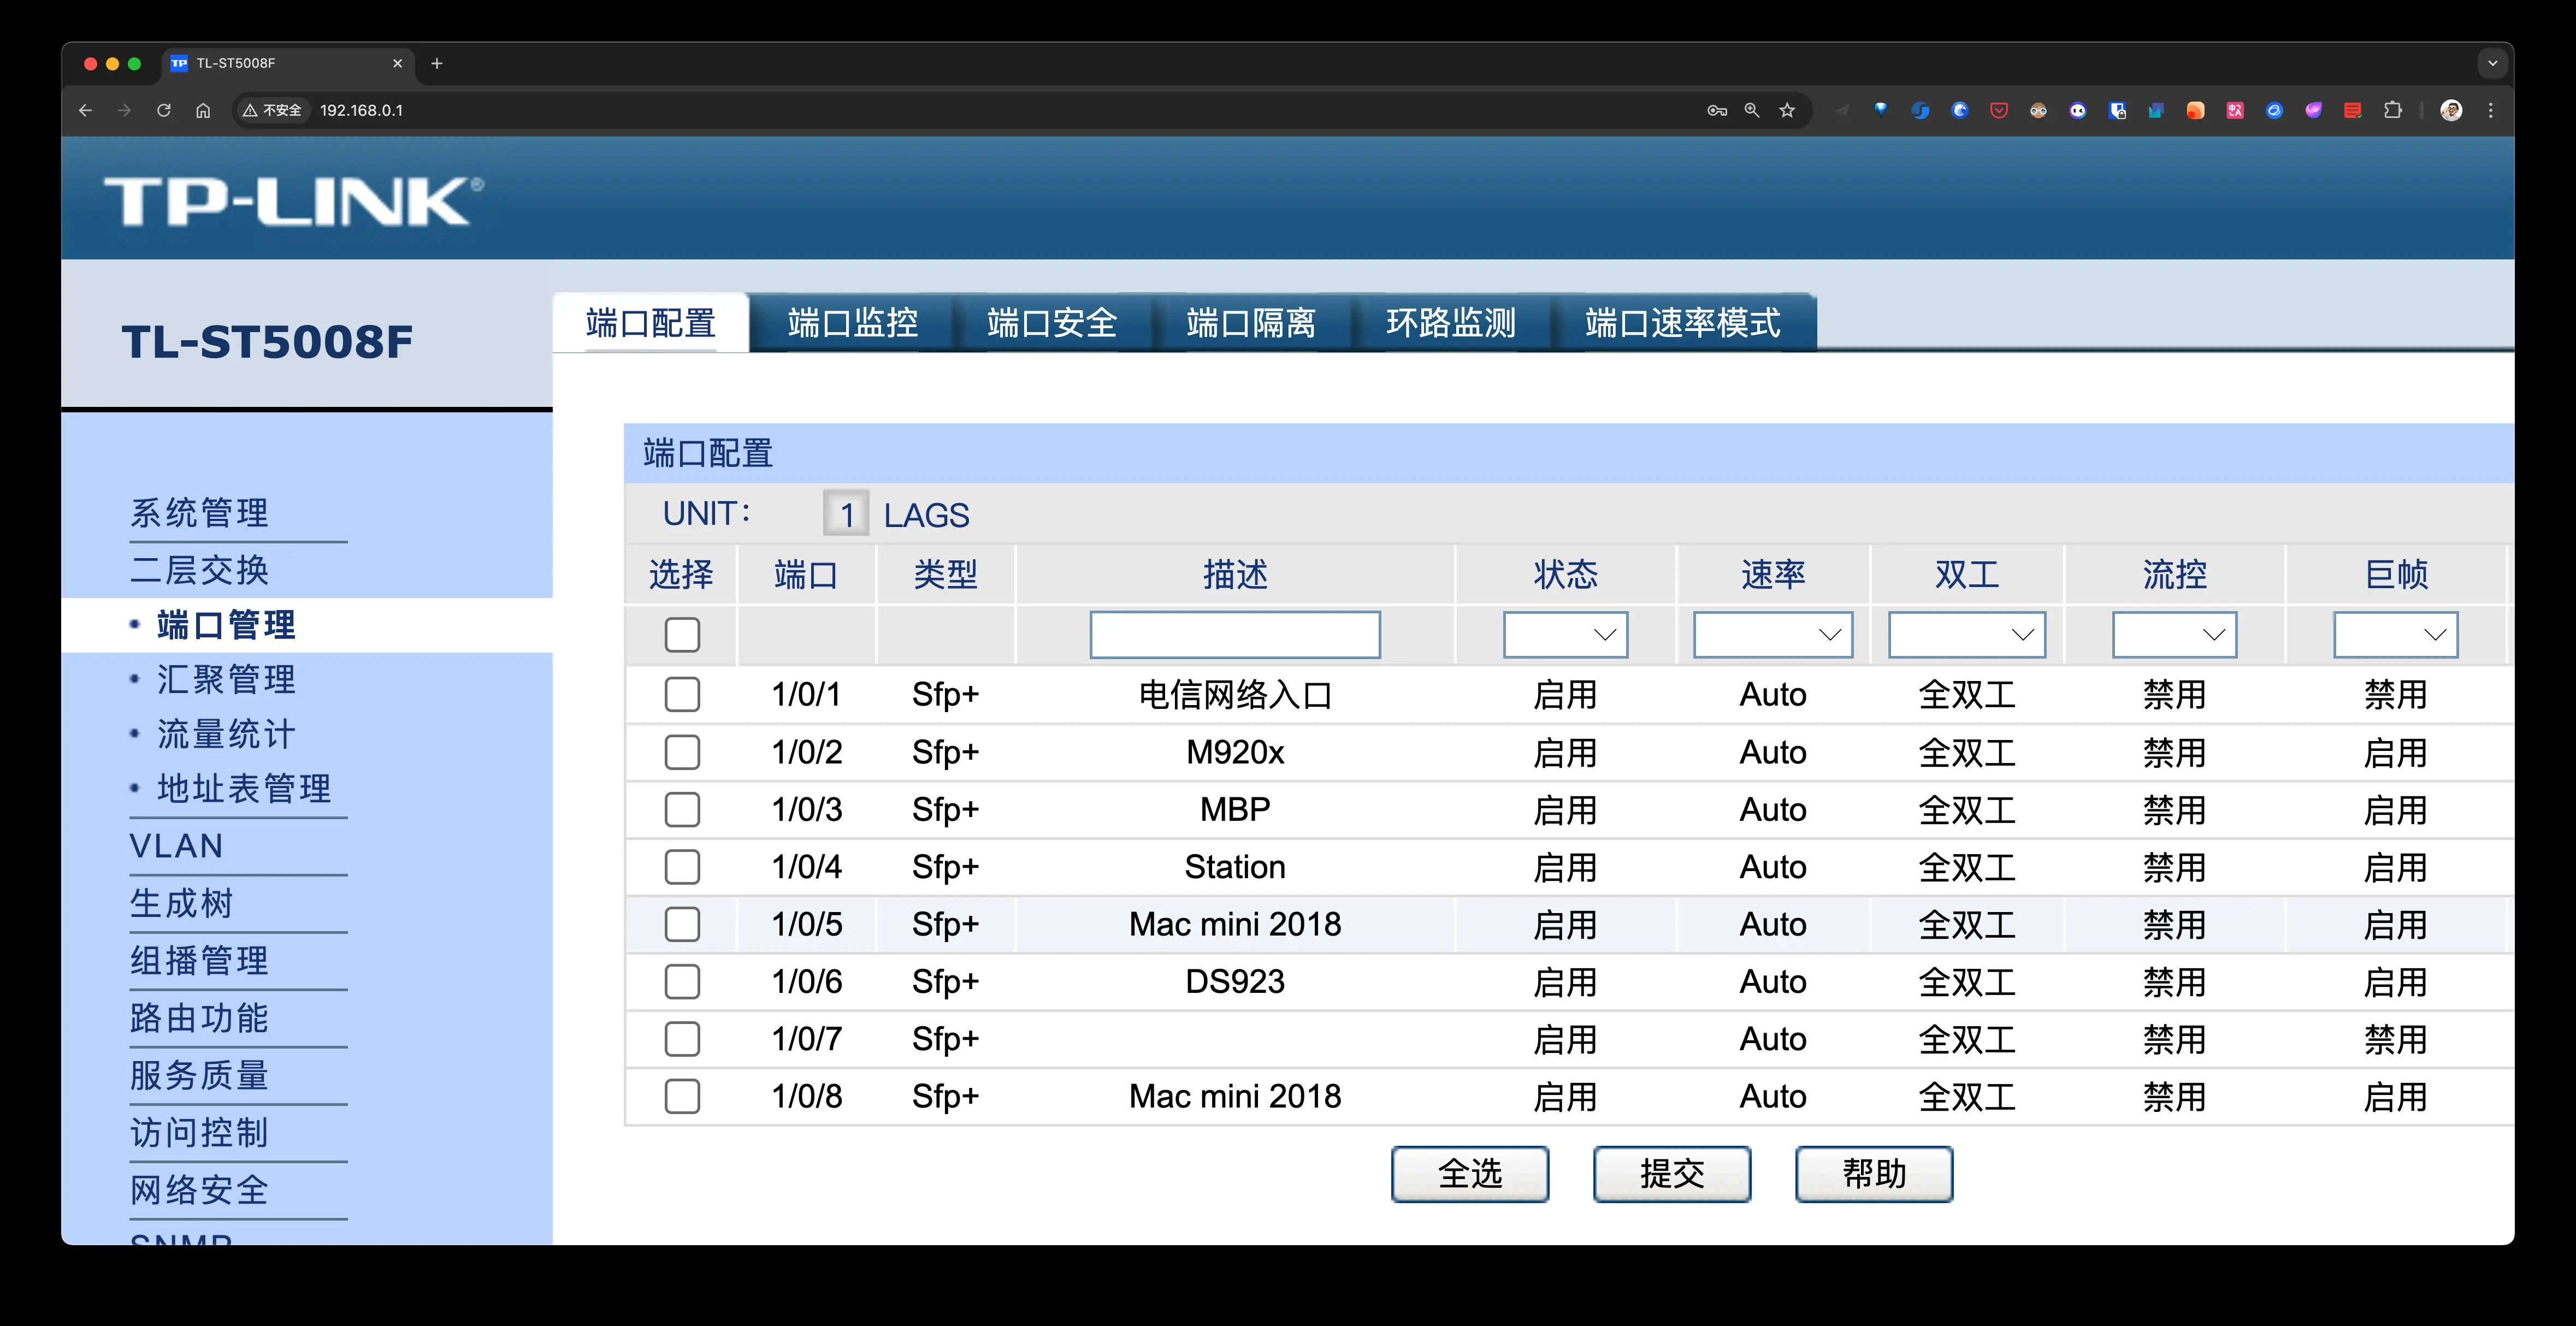 TL-ST5008F
不安全 192.168.0.1
TP-LINK®
TL-ST5008F
端口配置 端口监控 端口安全 端口隔离 环路监测 端口速率模式
系统管理
二层交换
端口管理
汇聚管理
流量统计
地址表管理
VLAN
生成树
组播管理
路由功能
服务质量
访问控制
网络安全
SNMP
端口配置
UNIT: 1 LAGS
选择 端口 类型 描述 状态 速率 双工 流控 巨帧
1/0/1 Sfp+ 电信网络入口 启用 Auto 全双工 禁用 禁用
1/0/2 Sfp+ M920x 启用 Auto 全双工 禁用 启用
1/0/3 Sfp+ MBP 启用 Auto 全双工 禁用 启用
1/0/4 Sfp+ Station 启用 Auto 全双工 禁用 启用
1/0/5 Sfp+ Mac mini 2018 启用 Auto 全双工 禁用 启用
1/0/6 Sfp+ DS923 启用 Auto 全双工 禁用 启用
1/0/7 Sfp+ 启用 Auto 全双工 禁用 禁用
1/0/8 Sfp+ Mac mini 2018 启用 Auto 全双工 禁用 启用
全选 提交 帮助